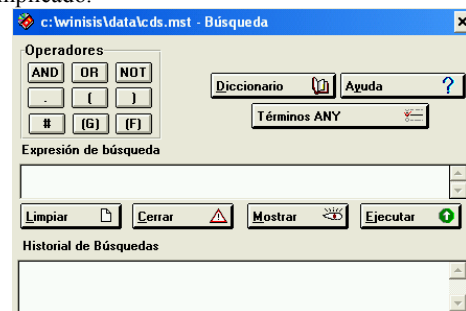 c:\winisis\data\cds.mst - Búsqueda
Operadores
AND OR NOT
. ( )
# (G) (F)
Diccionario Ayuda ?
Términos ANY
Expresión de búsqueda
Limpiar Cerrar Mostrar Ejecutar
Historial de Búsquedas